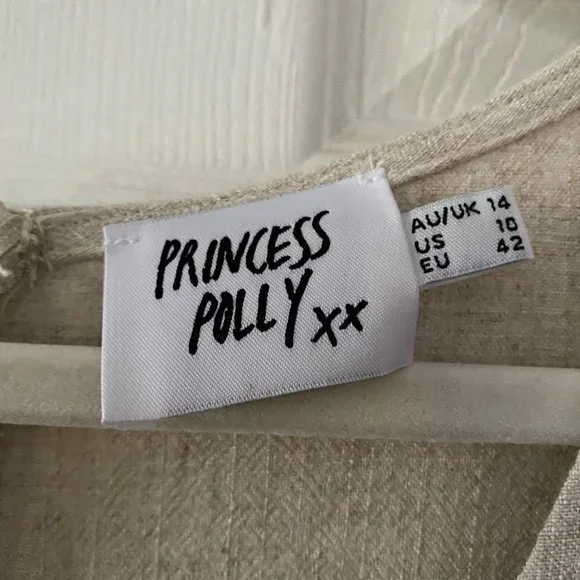 PRINCESS
POLLY xx
AU/UK 14
US 10
EU 42